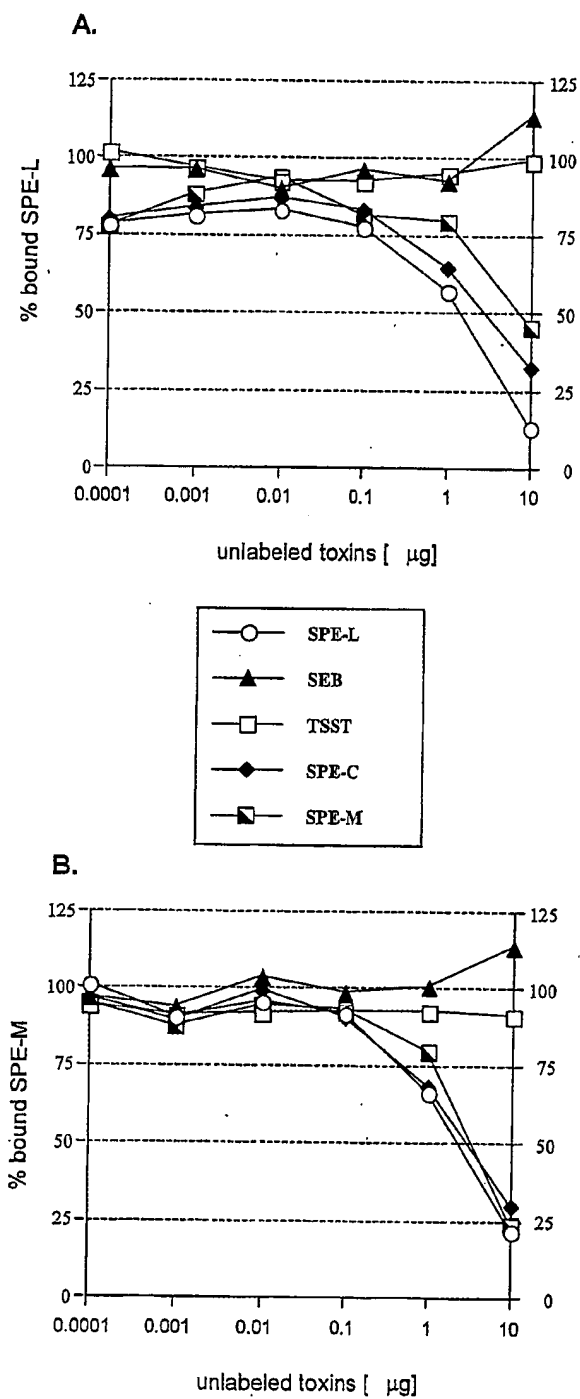 A.
125 125
100 100
75 75
50 50
25 25
0 0
% bound SPE-L
0.0001 0.001 0.01 0.1 1 10
unlabeled toxins [ µg]
SPE-L
SEB
TSST
SPE-C
SPE-M
B.
125 125
100 100
75 75
50 50
25 25
0 0
% bound SPE-M
0.0001 0.001 0.01 0.1 1 10
unlabeled toxins [ µg]